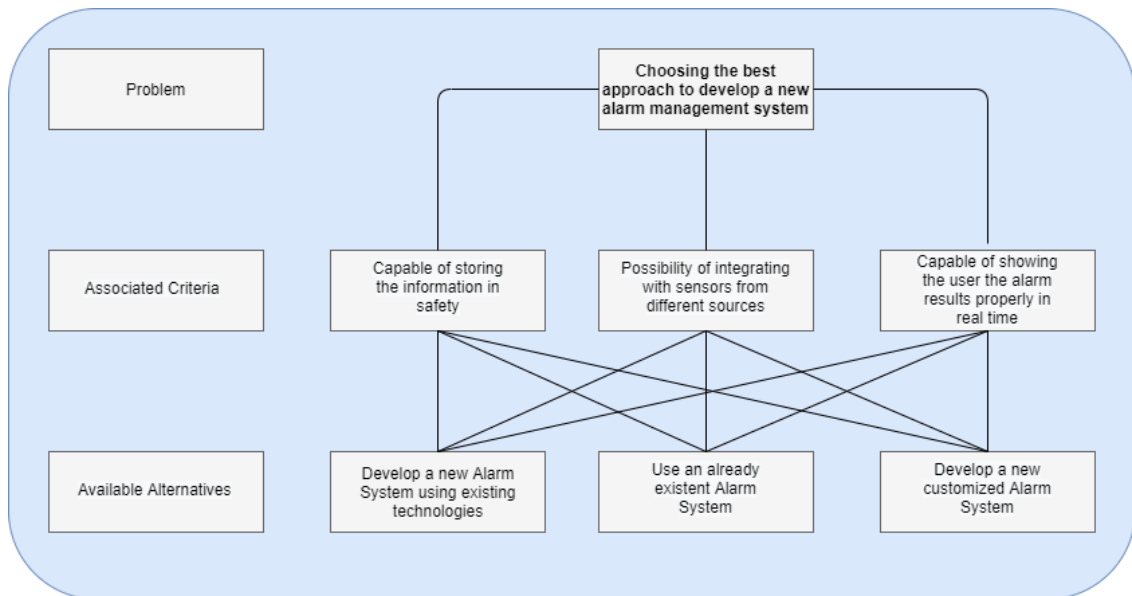 Problem
Choosing the best
approach to develop a new
alarm management system
Associated Criteria
Capable of storing
the information in
safety
Possibility of integrating
with sensors from
different sources
Capable of showing
the user the alarm
results properly in
real time
Available Alternatives
Develop a new Alarm
System using existing
technologies
Use an already
existent Alarm
System
Develop a new
customized Alarm
System